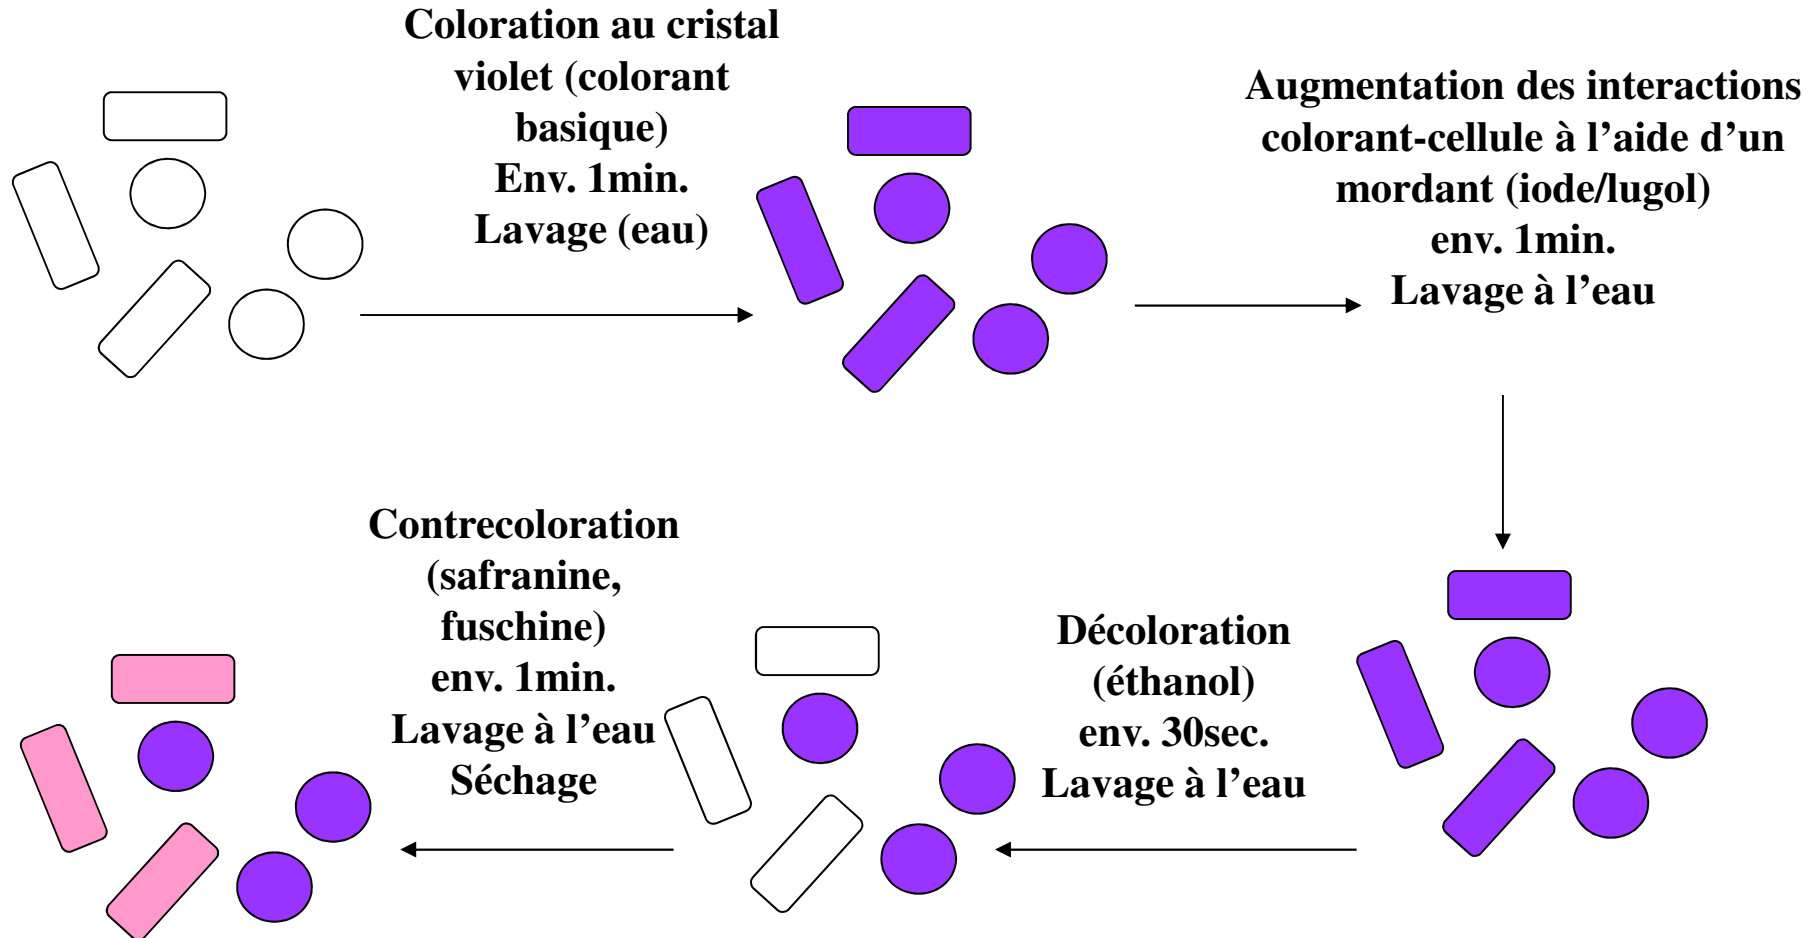 Coloration au cristal
violet (colorant
basique)
Env. 1min.
Lavage (eau)
Augmentation des interactions
colorant-cellule à l’aide d’un
mordant (iode/lugol)
env. 1min.
Lavage à l’eau
Décoloration
(éthanol)
env. 30sec.
Lavage à l’eau
Contrecoloration
(safranine,
fuschine)
env. 1min.
Lavage à l’eau
Séchage